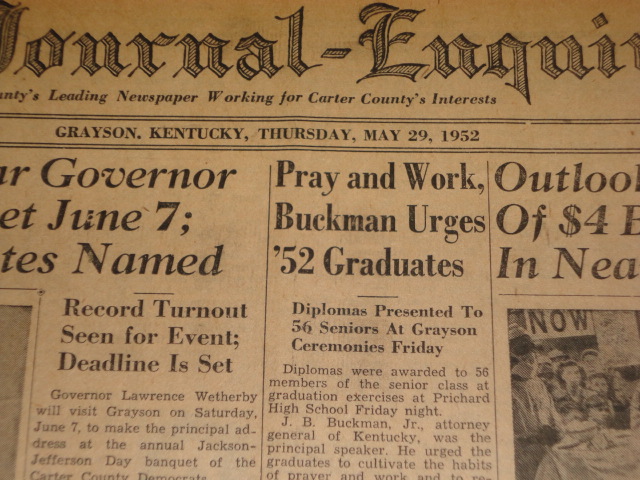 Journal-Enqui
nty's Leading Newspaper Working for Carter County's Interests
GRAYSON, KENTUCKY, THURSDAY, MAY 29, 1952
ar Governor
et June 7;
tes Named
Record Turnout
Seen for Event;
Deadline Is Set
Governor Lawrence Wetherby
will visit Grayson on Saturday,
June 7, to make the principal ad-
dress at the annual Jackson-
Jefferson Day banquet of the
Carter County Democrats.
Pray and Work,
Buckman Urges
'52 Graduates
Diplomas Presented To
56 Seniors At Grayson
Ceremonies Friday
Diplomas were awarded to 56
members of the senior class at
graduation exercises at Prichard
High School Friday night.
J. B. Buckman, Jr., attorney
general of Kentucky, was the
principal speaker. He urged the
graduates to cultivate the habits
of prayer and work and to re-
Outlool
Of $4 B
In Nea
NOW